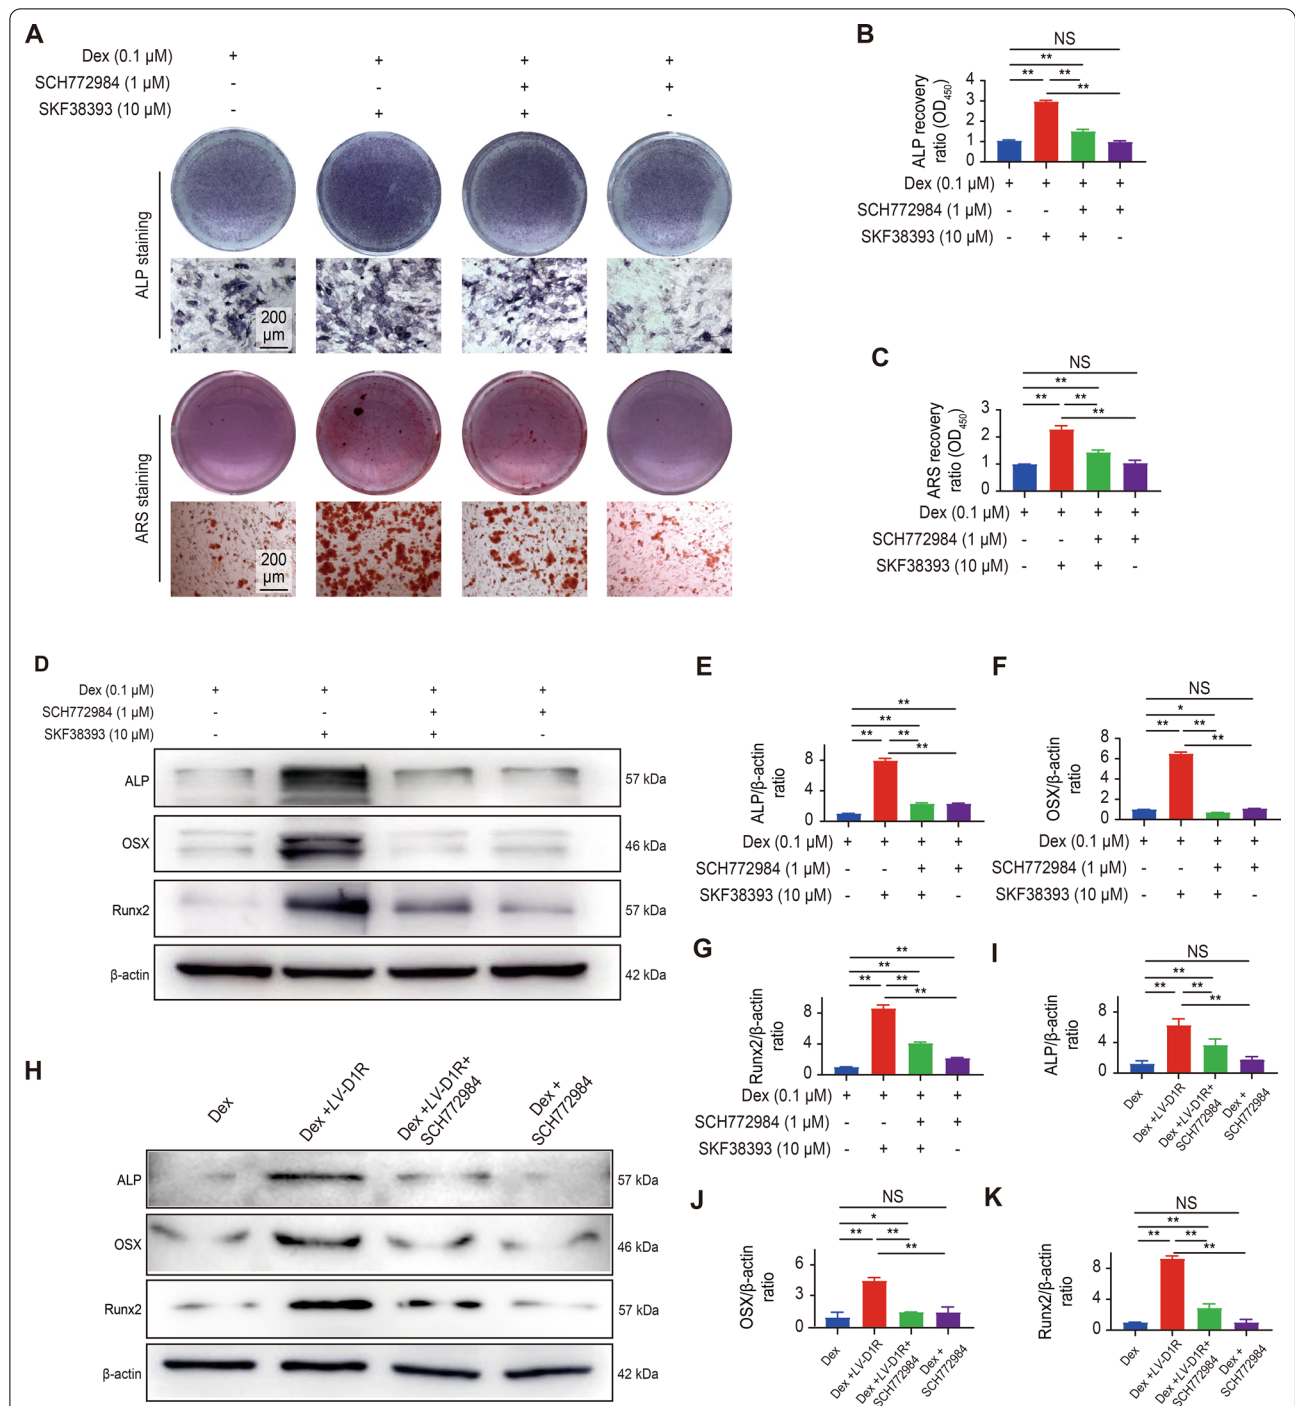 A
Dex (0.1 μM) + + + +
SCH772984 (1 μM) - - + +
SKF38393 (10 μM) - + + -
ALP staining
200 μm
ARS staining
200 μm
B
NS
**
** **
**
ALP recovery ratio (OD450)
4
3
2
1
0
Dex (0.1 μM) + + + +
SCH772984 (1 μM) - - + +
SKF38393 (10 μM) - + + -
C
NS
**
** **
**
ARS recovery ratio (OD450)
3
2
1
0
Dex (0.1 μM) + + + +
SCH772984 (1 μM) - - + +
SKF38393 (10 μM) - + + -
D
Dex (0.1 μM) + + + +
SCH772984 (1 μM) - - + +
SKF38393 (10 μM) - + + -
ALP 57 kDa
OSX 46 kDa
Runx2 57 kDa
β-actin 42 kDa
E
**
**
** **
**
ALP/β-actin ratio
8
4
0
Dex (0.1 μM) + + + +
SCH772984 (1 μM) - - + +
SKF38393 (10 μM) - + + -
F
NS
*
** **
**
OSX/β-actin ratio
8
6
4
2
0
Dex (0.1 μM) + + + +
SCH772984 (1 μM) - - + +
SKF38393 (10 μM) - + + -
G
**
**
** **
**
Runx2/β-actin ratio
8
4
0
Dex (0.1 μM) + + + +
SCH772984 (1 μM) - - + +
SKF38393 (10 μM) - + + -
H
Dex
Dex +LV-D1R
Dex +LV-D1R+ SCH772984
Dex + SCH772984
ALP 57 kDa
OSX 46 kDa
Runx2 57 kDa
β-actin 42 kDa
I
NS
**
** **
**
ALP/β-actin ratio
8
4
0
Dex
Dex +LV-D1R
Dex +LV-D1R+ SCH772984
Dex + SCH772984
J
NS
*
** **
**
OSX/β-actin ratio
6
3
0
Dex
Dex +LV-D1R
Dex +LV-D1R+ SCH772984
Dex + SCH772984
K
NS
**
** **
**
Runx2/β-actin ratio
8
4
0
Dex
Dex +LV-D1R
Dex +LV-D1R+ SCH772984
Dex + SCH772984